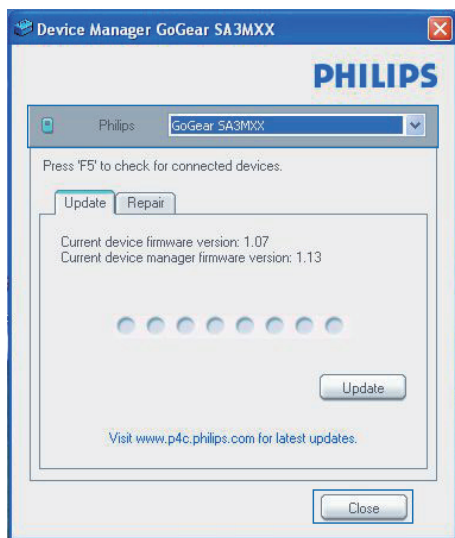 Device Manager GoGear SA3MXX
PHILIPS
Philips GoGear SA3MXX
Press 'F5' to check for connected devices.
Update Repair
Current device firmware version: 1.07
Current device manager firmware version: 1.13
Update
Visit www.p4c.philips.com for latest updates.
Close